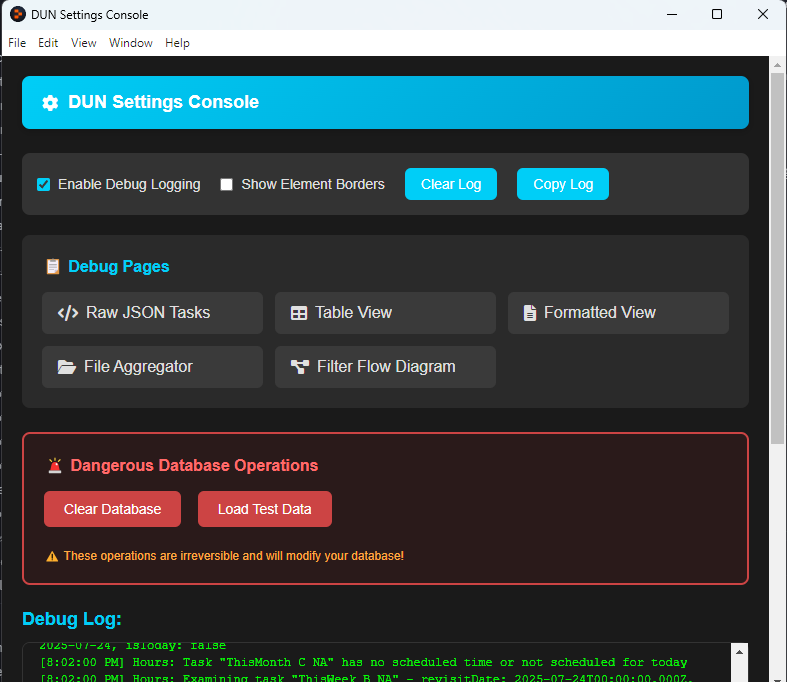 DUN Settings Console
File Edit View Window Help
DUN Settings Console
Enable Debug Logging Show Element Borders Clear Log Copy Log
Debug Pages
Raw JSON Tasks Table View Formatted View
File Aggregator Filter Flow Diagram
Dangerous Database Operations
Clear Database Load Test Data
These operations are irreversible and will modify your database!
Debug Log:
2025-07-24, isToday: false
[8:02:00 PM] Hours: Task "ThisMonth C NA" has no scheduled time or not scheduled for today
[8:02:00 PM] Hours: Examining task "ThisWeek B NA" - revisitDate: 2025-07-24T00:00:00.000Z,